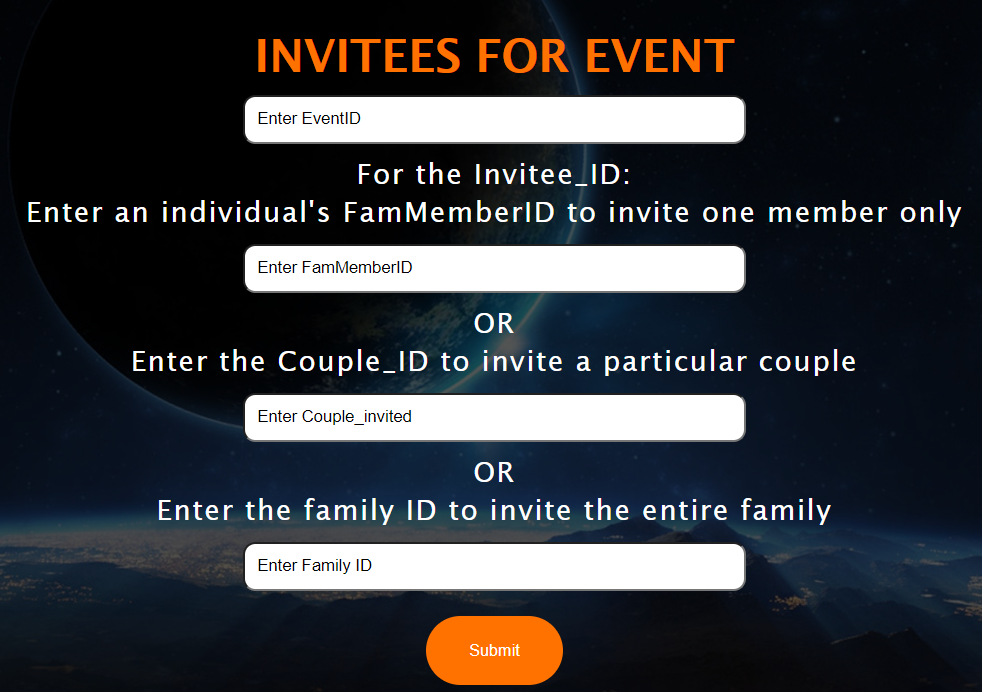 INVITEES FOR EVENT
Enter EventID
For the Invitee_ID:
Enter an individual's FamMemberID to invite one member only
Enter FamMemberID
OR
Enter the Couple_ID to invite a particular couple
Enter Couple_invited
OR
Enter the family ID to invite the entire family
Enter Family ID
Submit